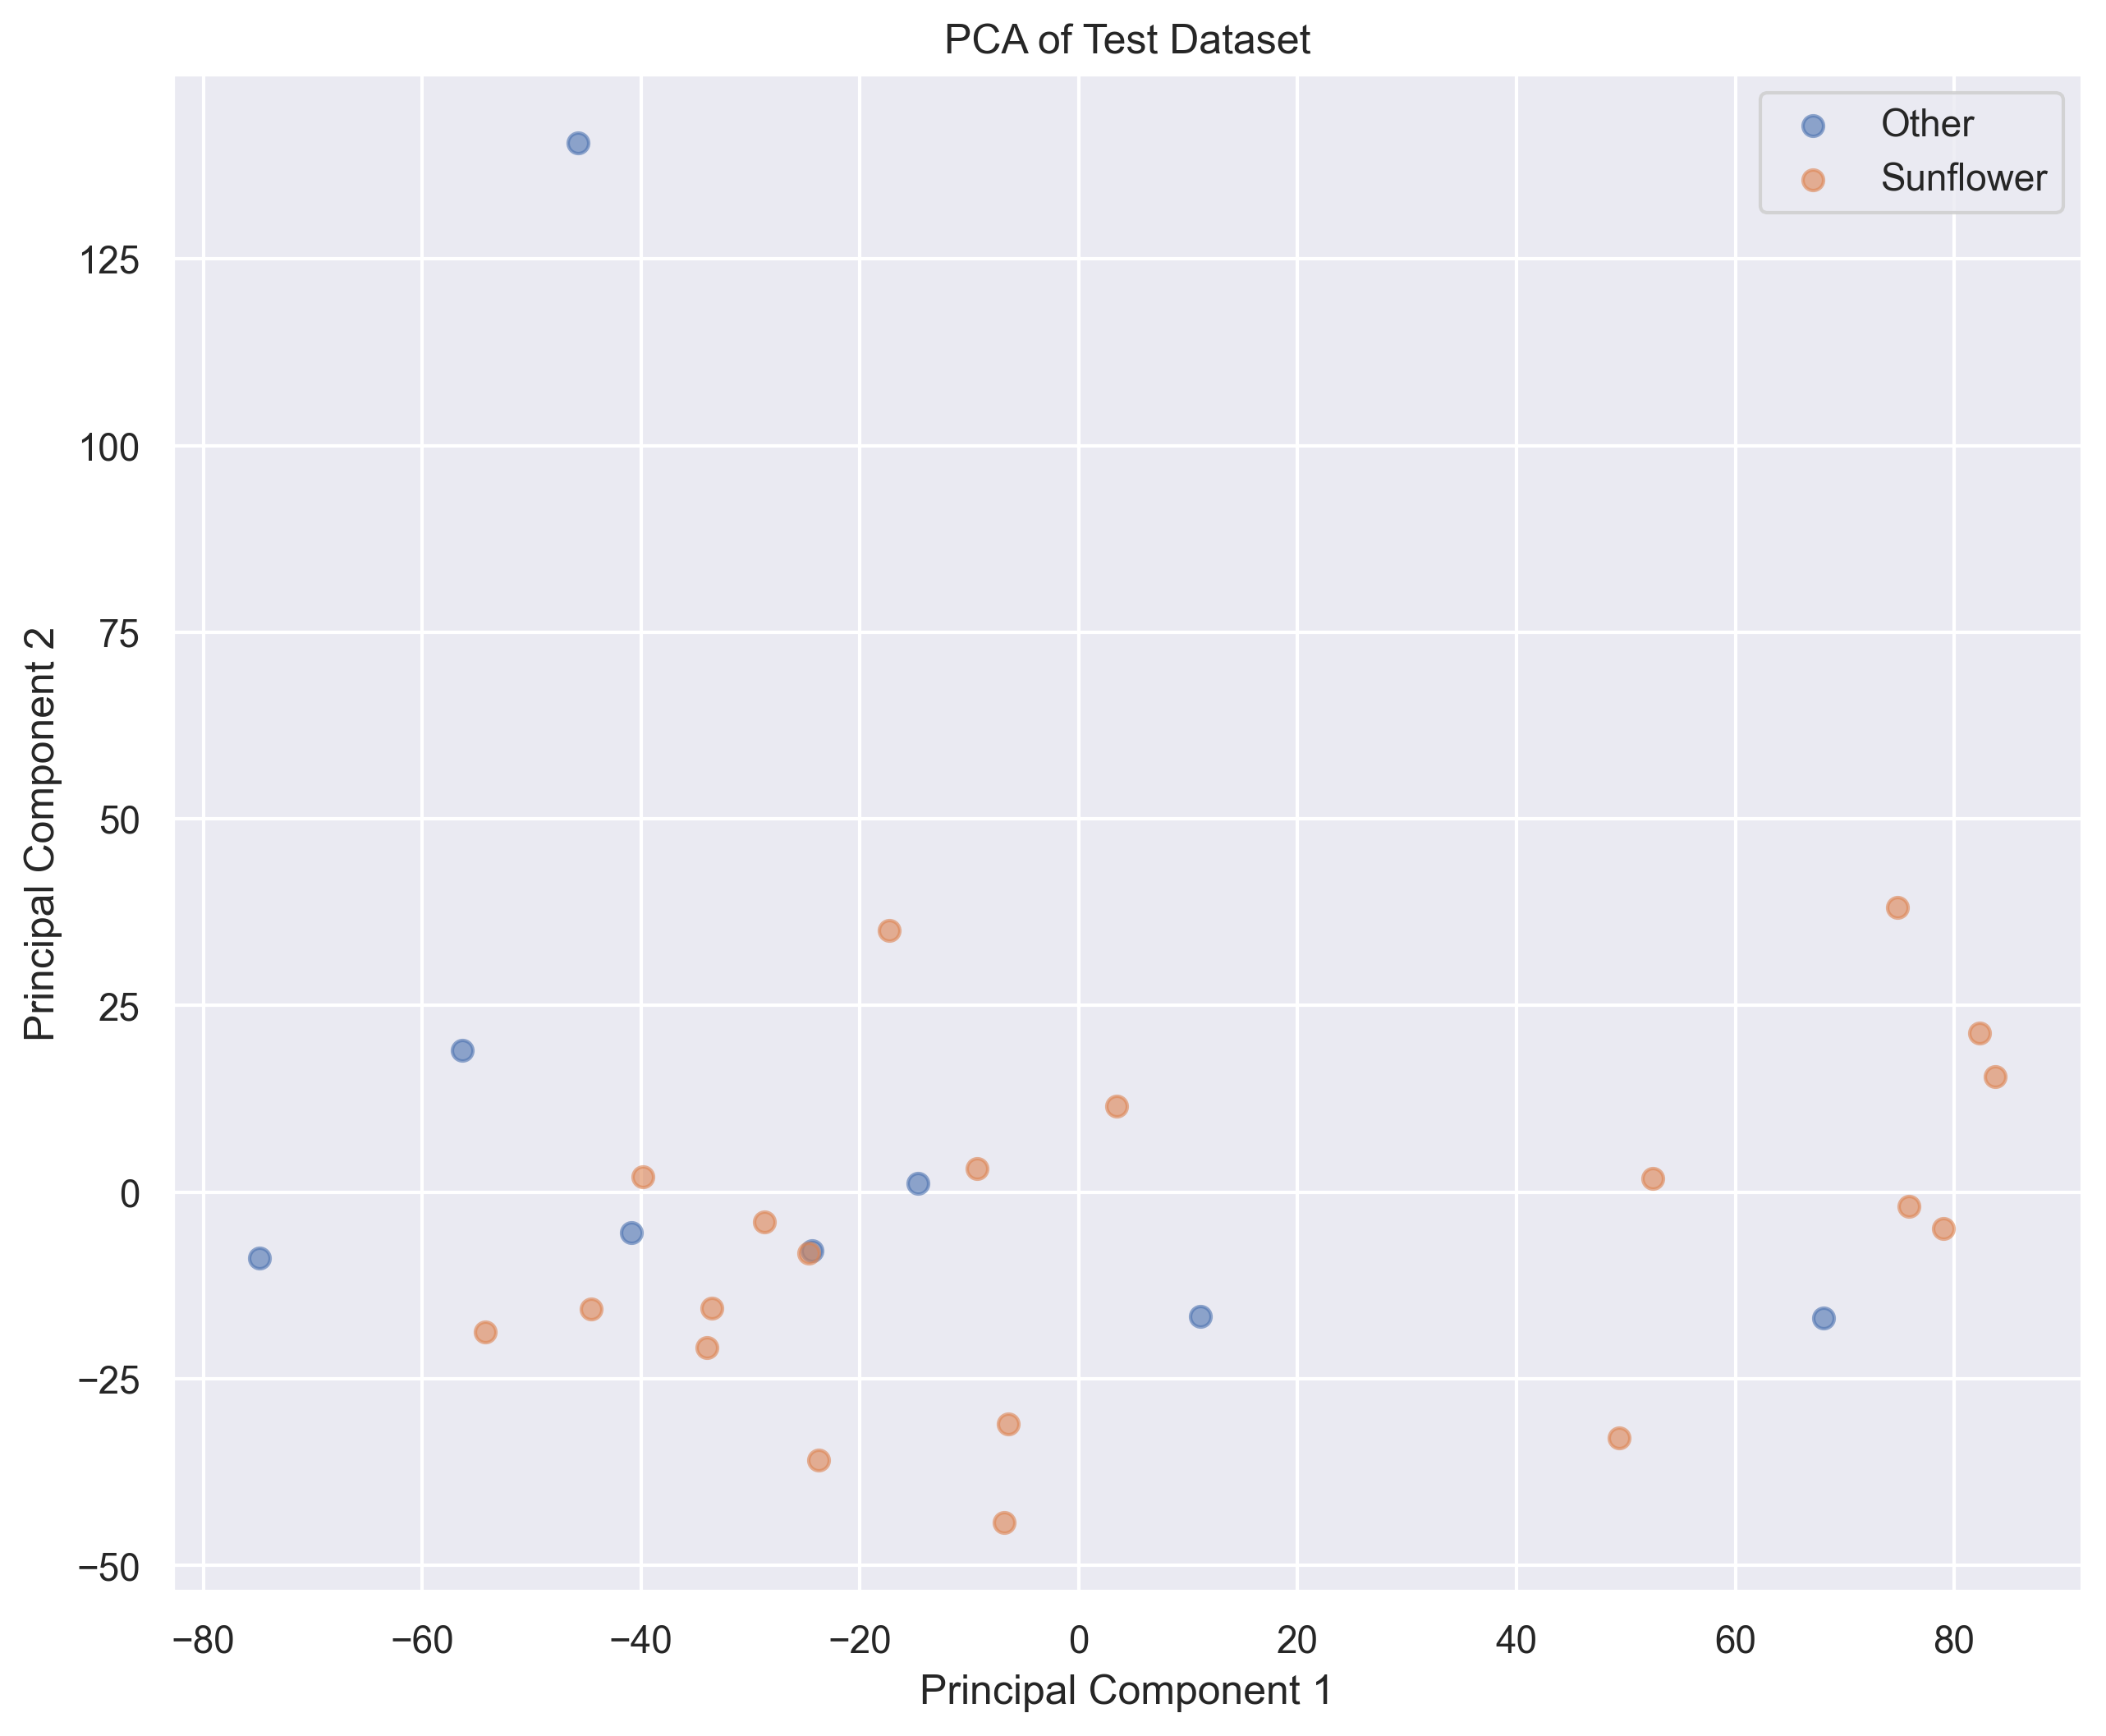 PCA of Test Dataset
Other
Sunflower
125
100
75
50
25
0
−25
−50
Principal Component 2
−80 −60 −40 −20 0 20 40 60 80
Principal Component 1